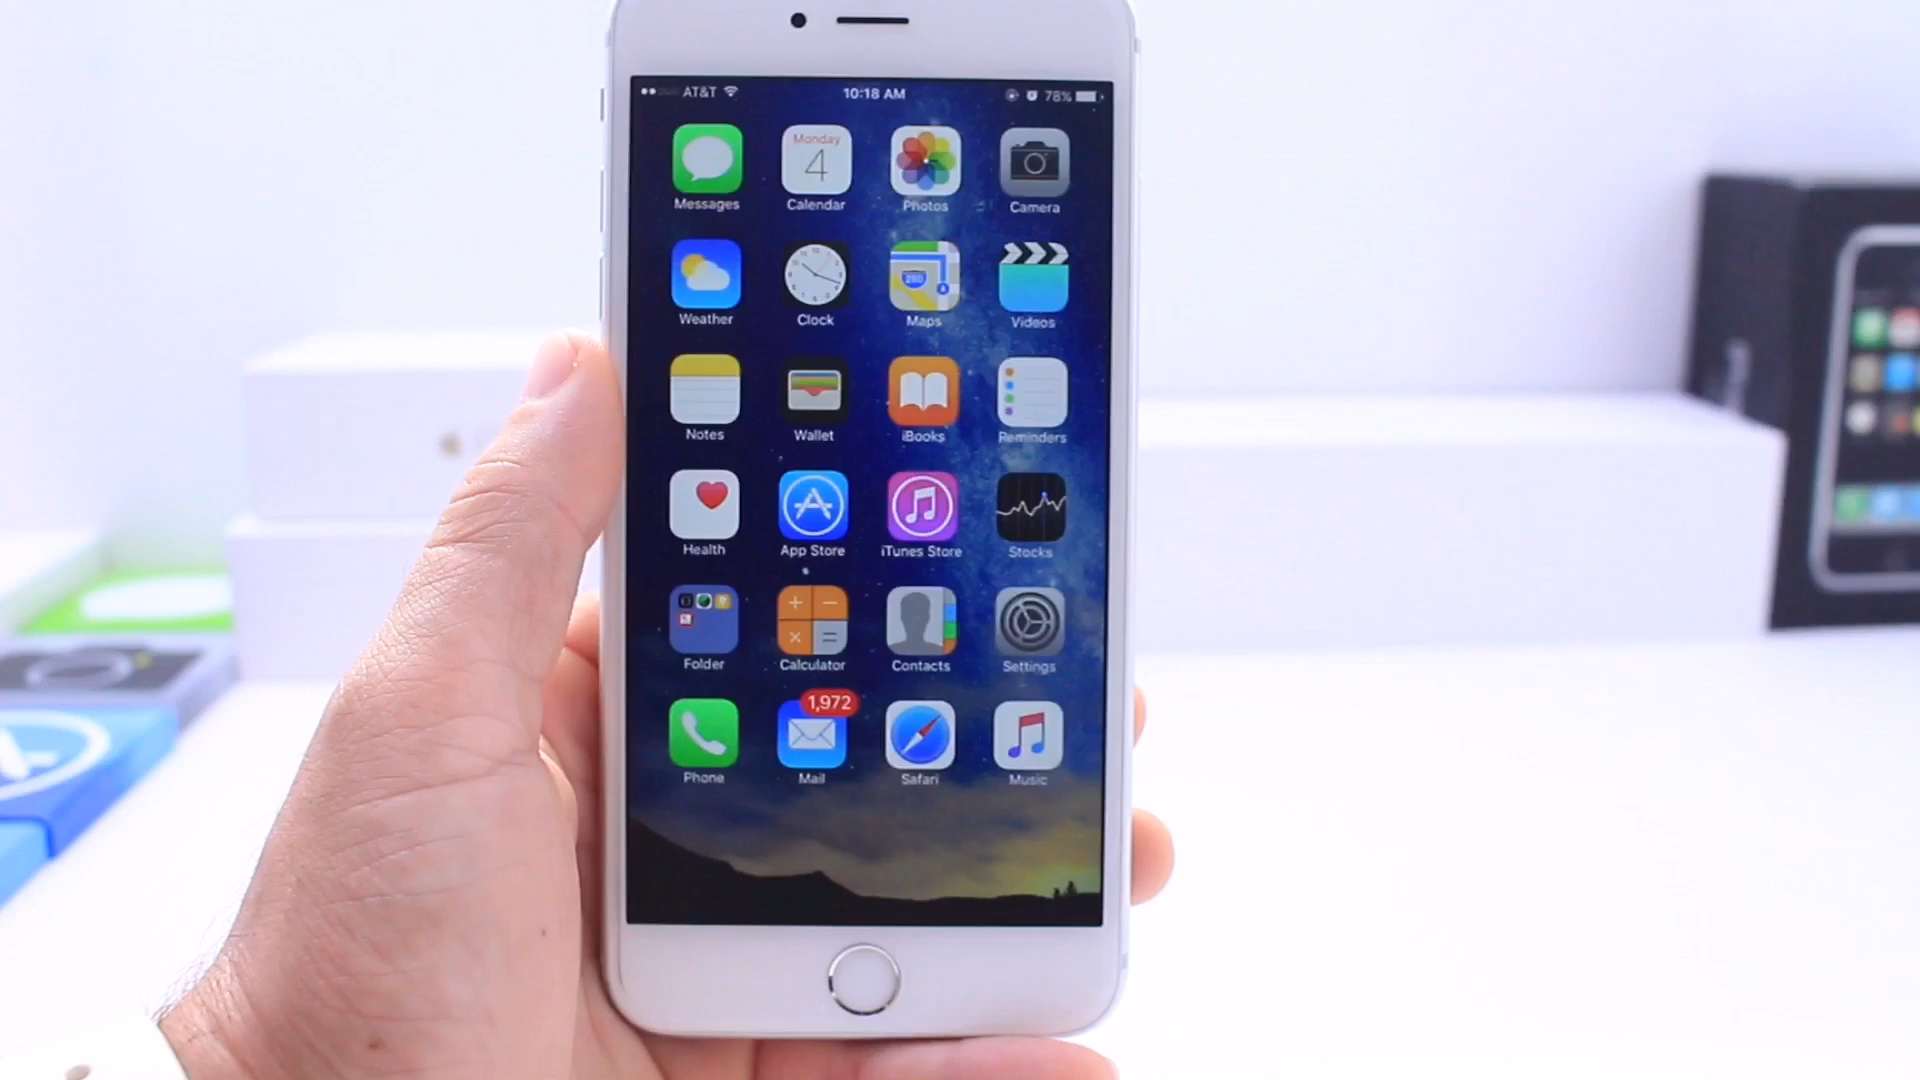 AT&T 10:18 AM 78%
Monday
4
Messages Calendar Photos Camera
280
Weather Clock Maps Videos
Notes Wallet iBooks Reminders
Health App Store iTunes Store Stocks
Folder Calculator Contacts Settings
1,972
Phone Mail Safari Music